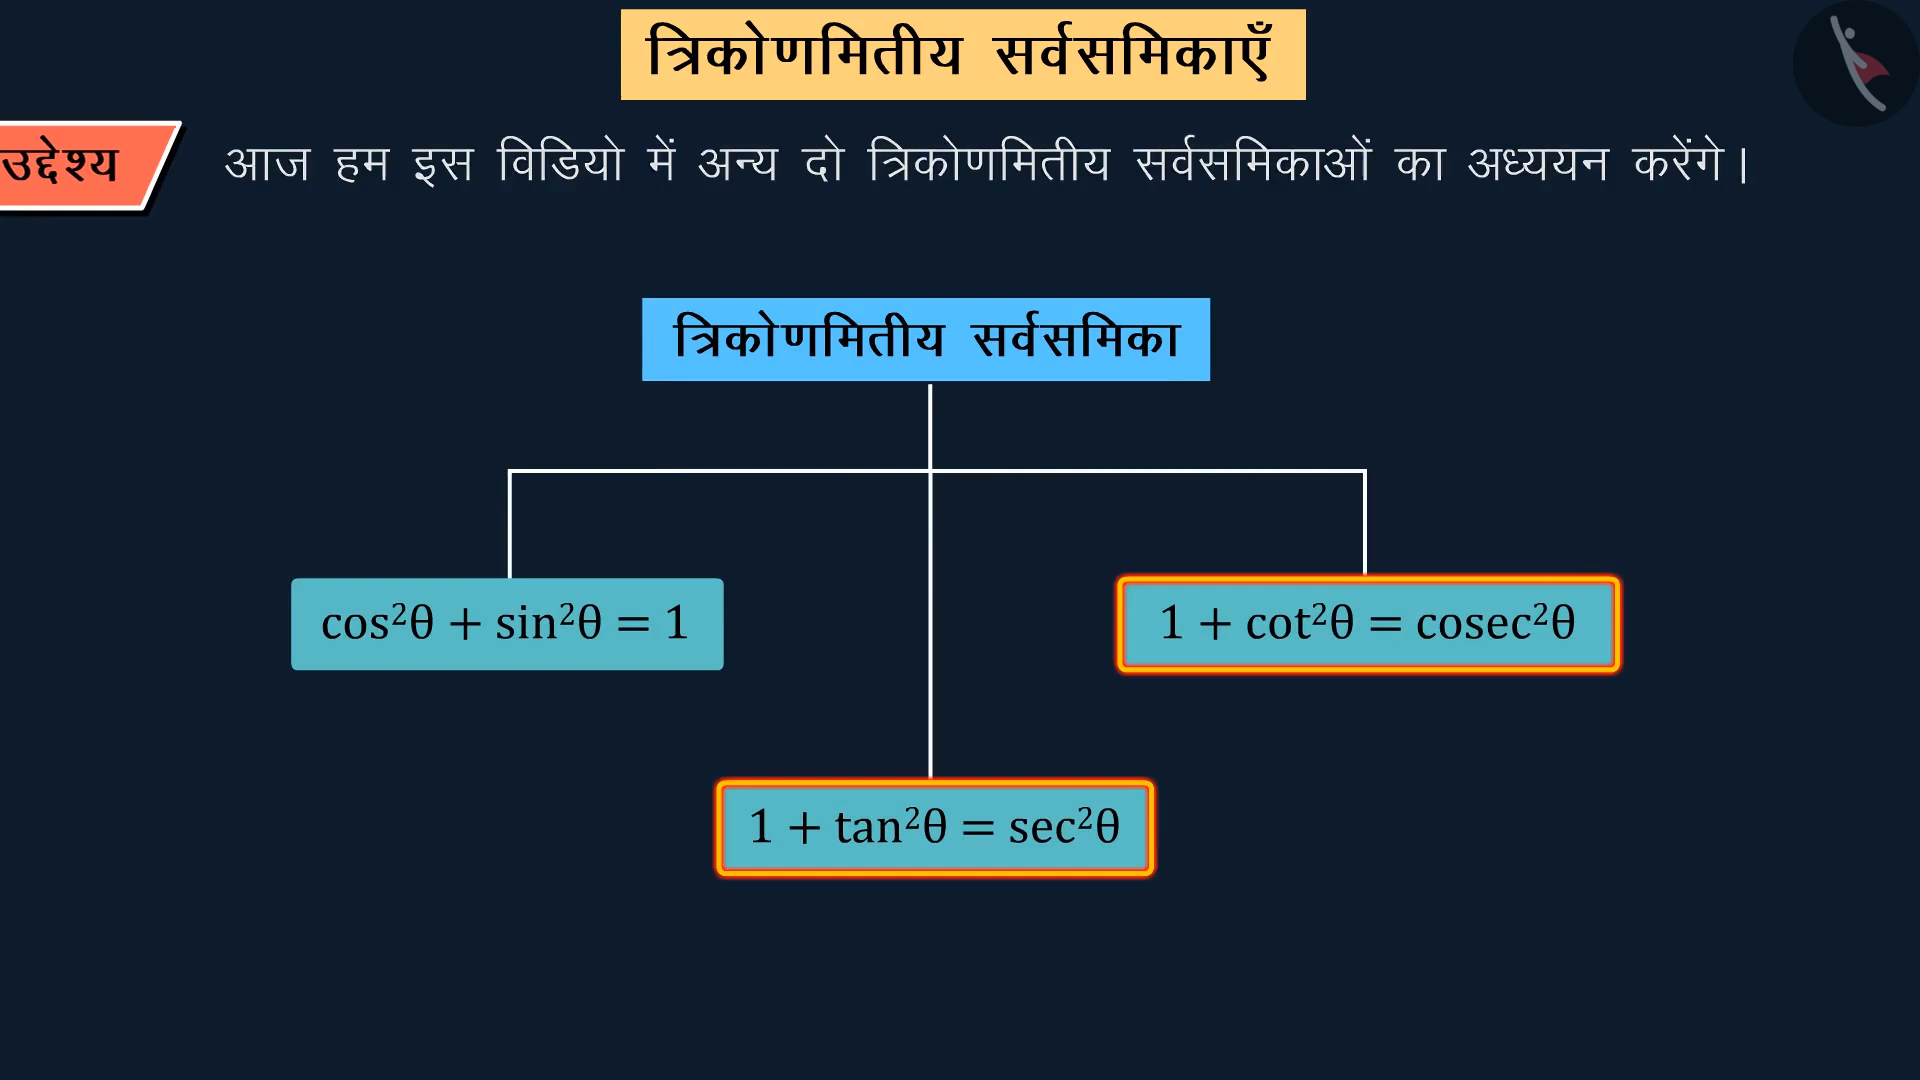 त्रिकोणमितीय सर्वसमिकाएँ
उद्देश्य
आज हम इस विडियो में अन्य दो त्रिकोणमितीय सर्वसमिकाओं का अध्ययन करेंगे।
त्रिकोणमितीय सर्वसमिका
cos²θ + sin²θ = 1
1 + cot²θ = cosec²θ
1 + tan²θ = sec²θ